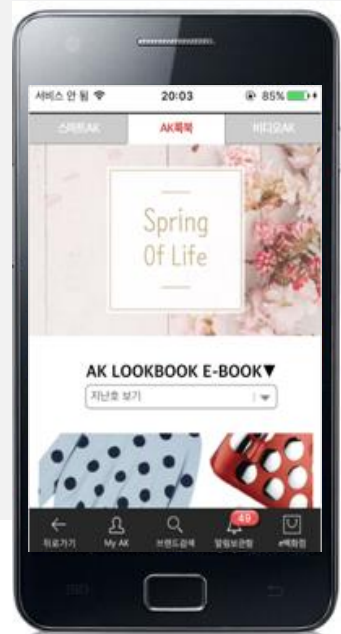 서비스 안 됨 20:03 85%
스마트AK AK룩북 비디오AK
Spring
Of Life
AK LOOKBOOK E-BOOK▼
지난호 보기
49
뒤로가기 My AK 브랜드검색 알림보관함 e백화점